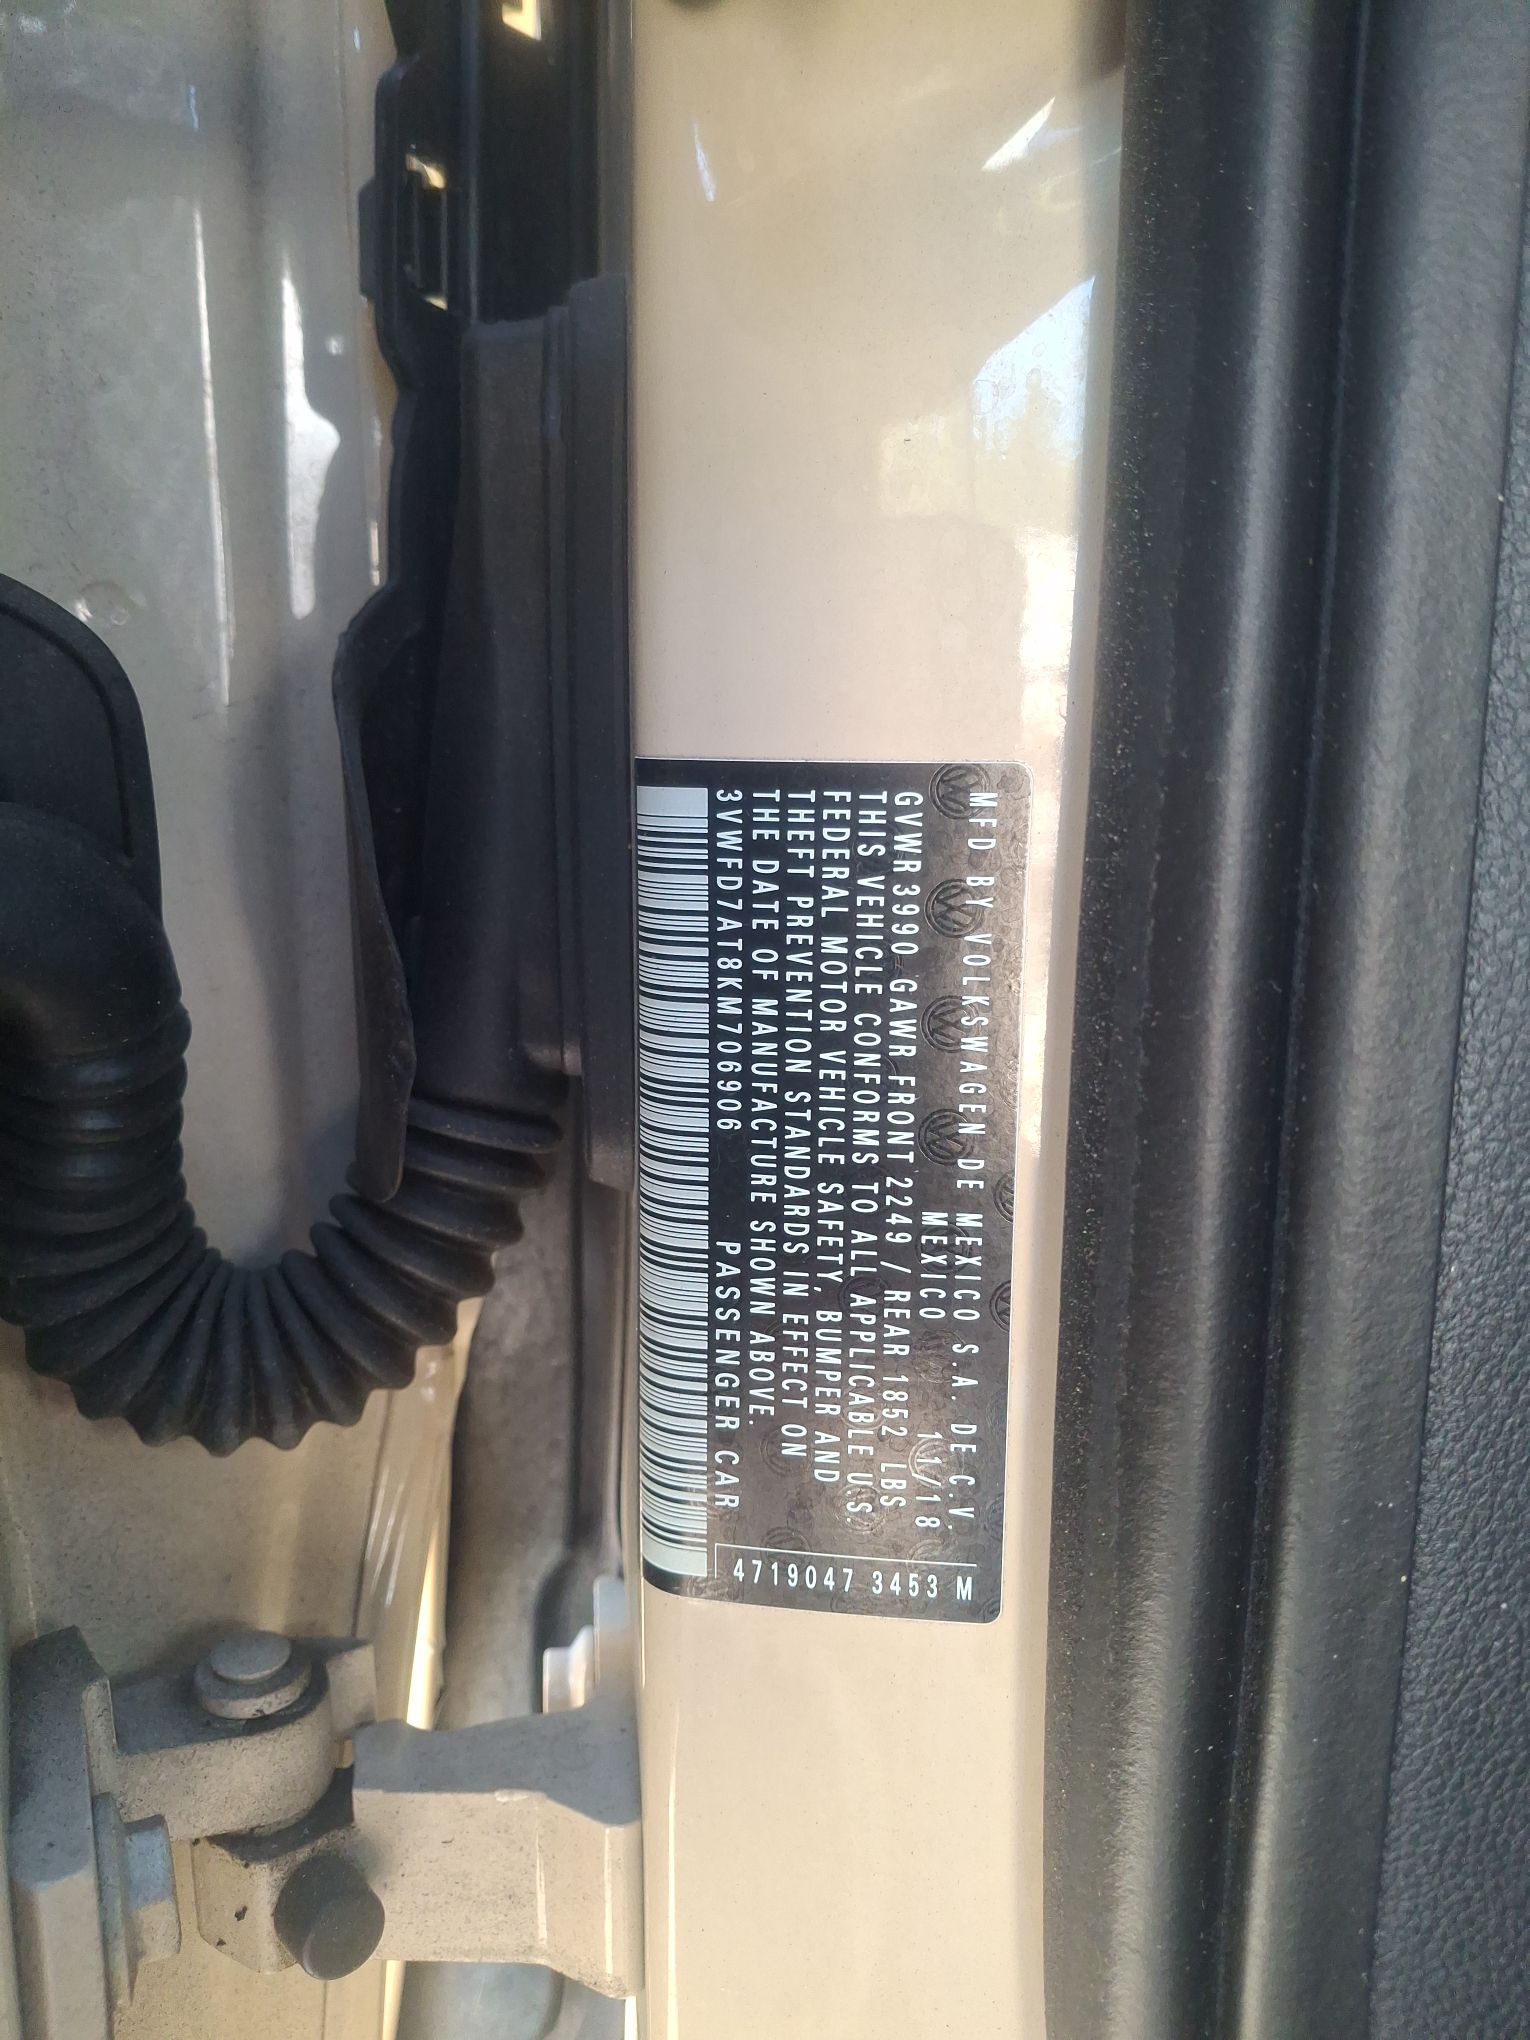 MFD BY VOLKSWAGEN DE MEXICO S.A. DE C.V.
MEXICO 11/18
GVWR 3990 GAWR FRONT 2249 / REAR 1852 LBS
THIS VEHICLE CONFORMS TO ALL APPLICABLE U.S.
FEDERAL MOTOR VEHICLE SAFETY, BUMPER AND
THEFT PREVENTION STANDARDS IN EFFECT ON
THE DATE OF MANUFACTURE SHOWN ABOVE.
3VWFD7AT8KM706906 PASSENGER CAR
4719047 3453 M